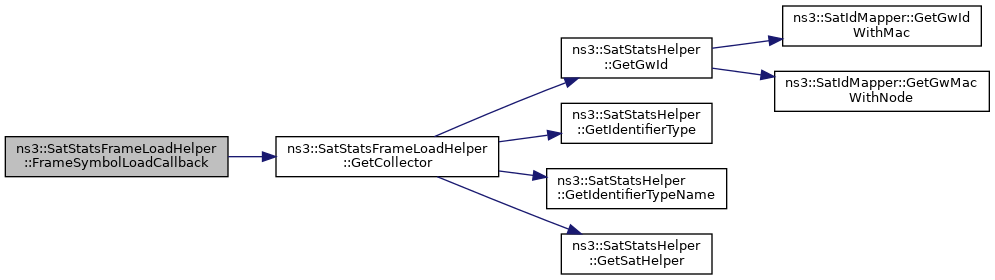 ns3::SatStatsFrameLoadHelper
::FrameSymbolLoadCallback
ns3::SatStatsFrameLoadHelper
::GetCollector
ns3::SatStatsHelper
::GetGwId
ns3::SatIdMapper::GetGwId
WithMac
ns3::SatIdMapper::GetGwMac
WithNode
ns3::SatStatsHelper
::GetIdentifierType
ns3::SatStatsHelper
::GetIdentifierTypeName
ns3::SatStatsHelper
::GetSatHelper